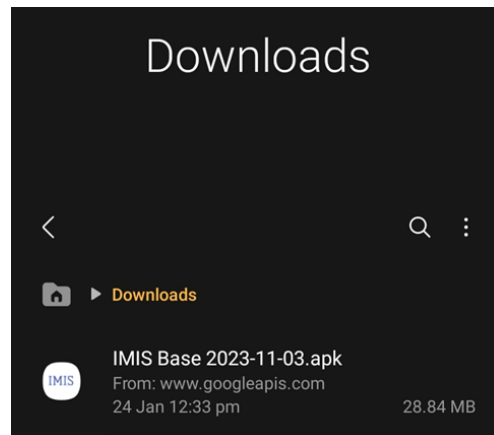 Downloads
Downloads
IMIS
IMIS Base 2023-11-03.apk
From: www.googleapis.com
24 Jan 12:33 pm 28.84 MB